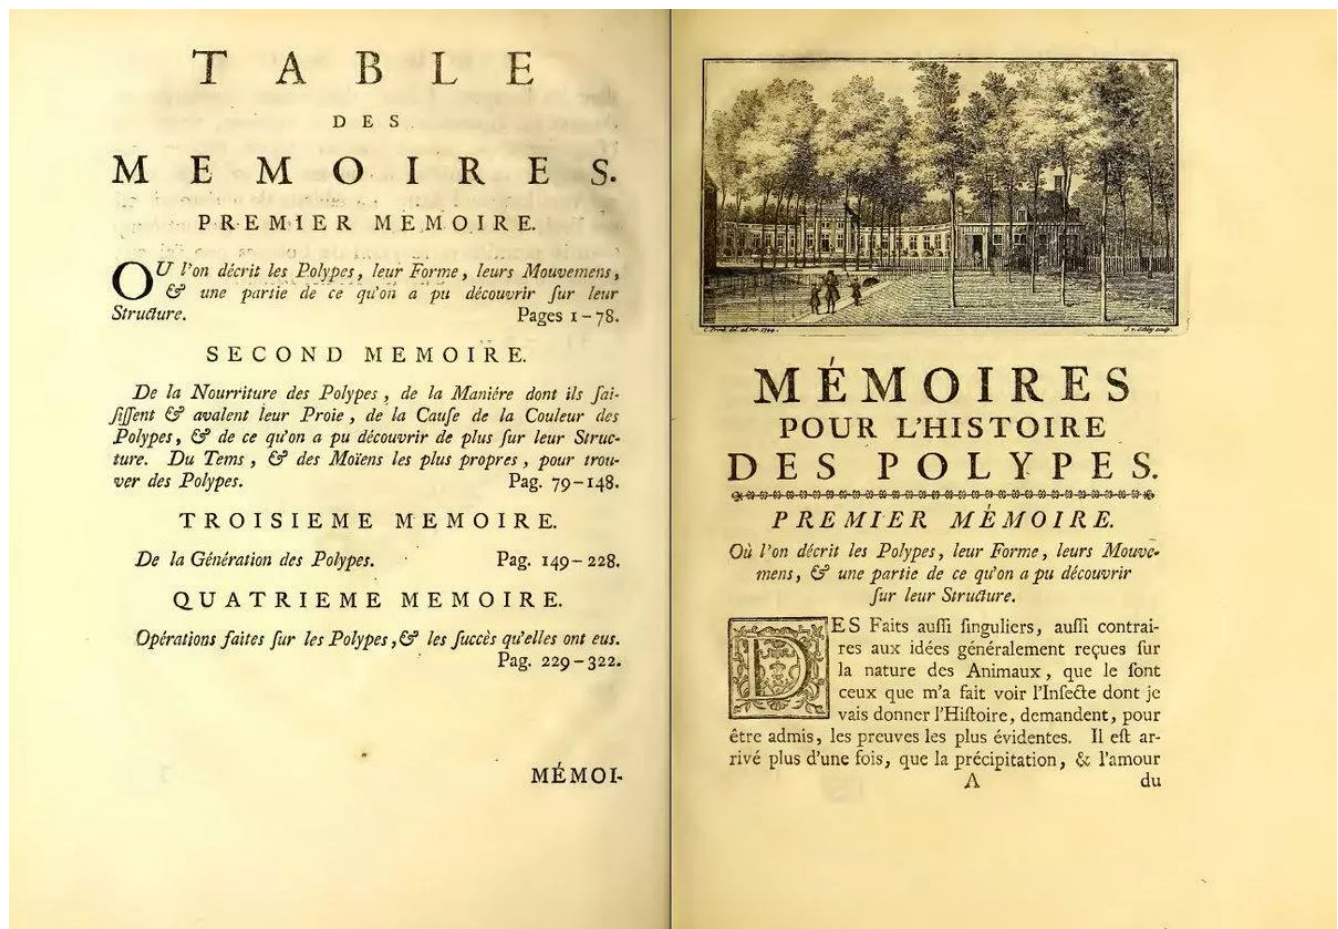 TABLE
DES
MEMOIRES.
PREMIER MEMOIRE.
OU l'on décrit les Polypes, leur Forme, leurs Mouvemens,
& une partie de ce qu'on a pu découvrir ſur leur
Structure. Pages 1-78.
SECOND MEMOIRE.
De la Nourriture des Polypes, de la Maniére dont ils ſai-
ſiſſent & avalent leur Proie, de la Cauſe de la Couleur des
Polypes, & de ce qu'on a pu découvrir de plus ſur leur Struc-
ture. Du Tems, & des Moïens les plus propres, pour trou-
ver des Polypes. Pag. 79-148.
TROISIEME MEMOIRE.
De la Génération des Polypes. Pag. 149-228.
QUATRIEME MEMOIRE.
Opérations faites ſur les Polypes, & les ſuccès qu'elles ont eus.
Pag. 229-322.
MÉMOI-
C. Pronk del. ad viv. 1744. J. v. Schley sculp.
MÉMOIRES
POUR L'HISTOIRE
DES POLYPES.
PREMIER MÉMOIRE.
Où l'on décrit les Polypes, leur Forme, leurs Mouve-
mens, & une partie de ce qu'on a pu découvrir
ſur leur Structure.
DES Faits auſſi ſinguliers, auſſi contrai-
res aux idées généralement reçues ſur
la nature des Animaux, que le ſont
ceux que m'a fait voir l'Inſecte dont je
vais donner l'Hiſtoire, demandent, pour
être admis, les preuves les plus évidentes. Il eſt ar-
rivé plus d'une fois, que la précipitation, & l'amour
A du